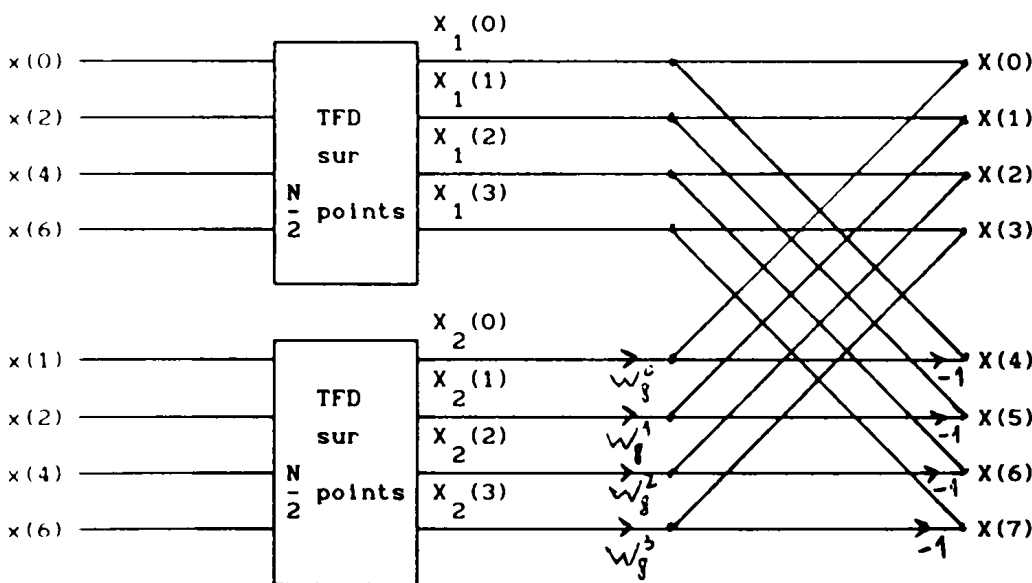 X1(0)
x(0) X(0)
X1(1)
x(2) TFD X(1)
X1(2)
x(4) sur X(2)
X1(3)
x(6) N/2 points X(3)
X2(0)
x(1) W8^0 -1 X(4)
X2(1)
x(2) TFD W8^1 -1 X(5)
sur
X2(2)
x(4) N/2 W8^2 -1 X(6)
points X2(3)
x(6) W8^3 -1 X(7)